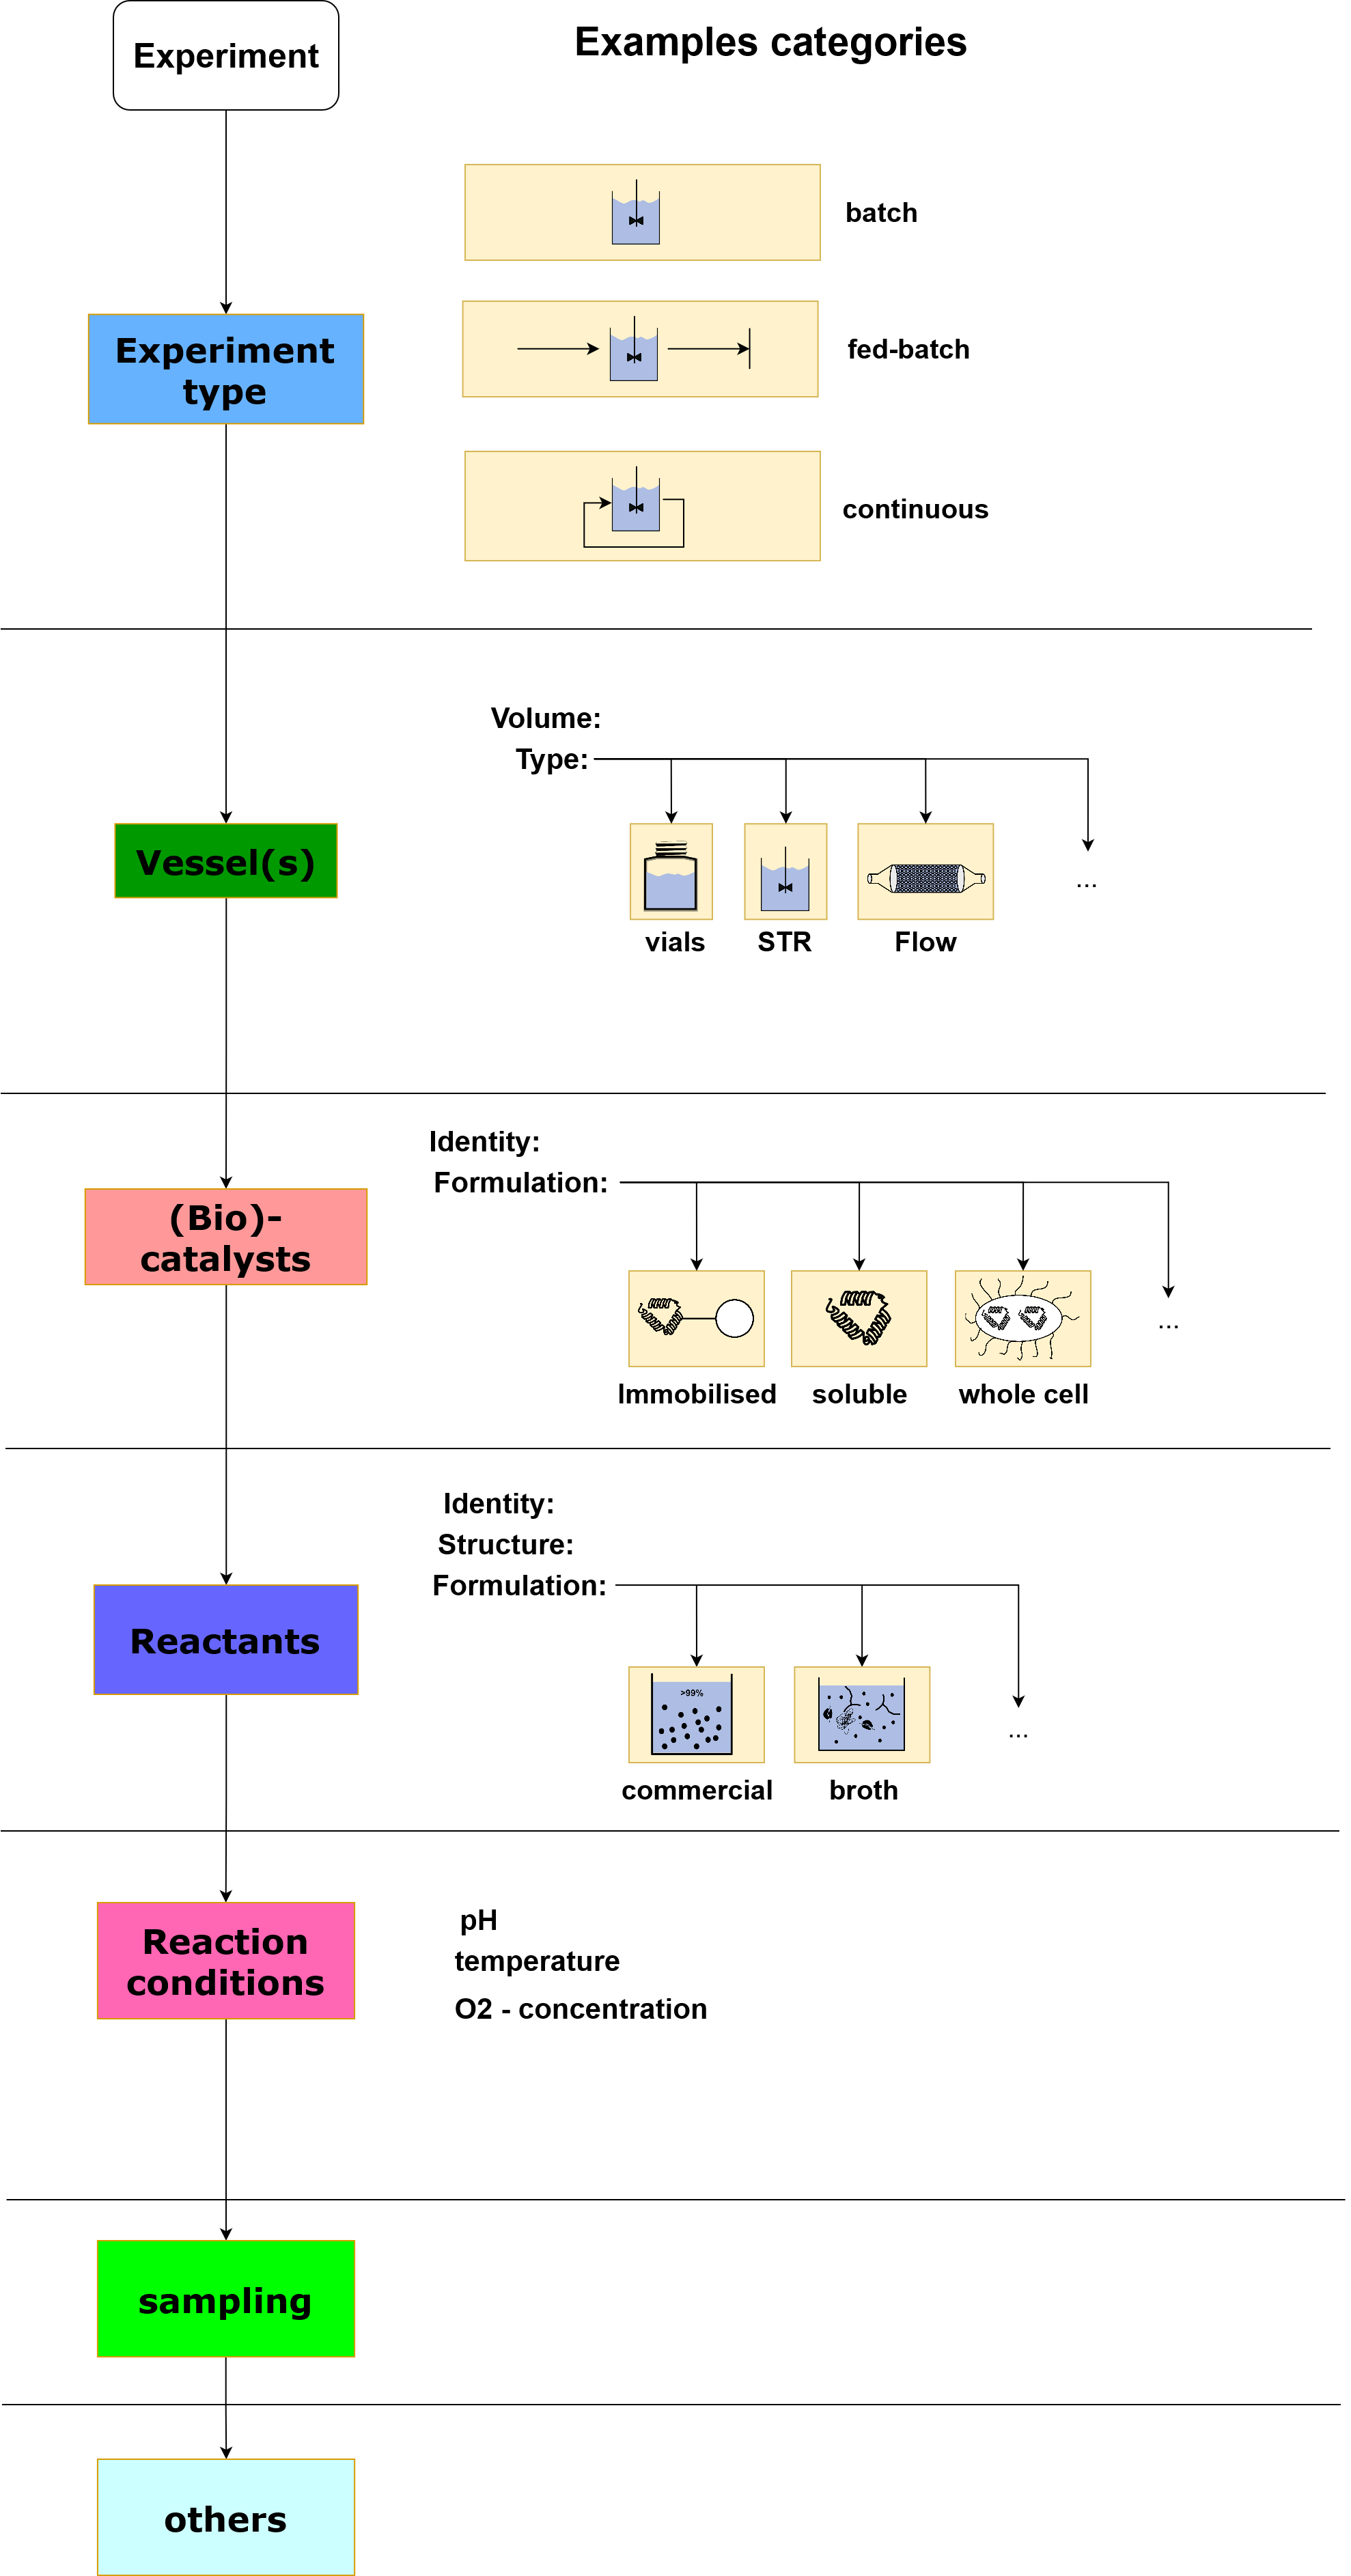 Experiment
Examples categories
batch
Experiment
type
fed-batch
continuous
Volume:
Type:
Vessel(s)
...
vials
STR
Flow
Identity:
Formulation:
(Bio)-
catalysts
...
Immobilised
soluble
whole cell
Identity:
Structure:
Formulation:
Reactants
>99%
...
commercial
broth
Reaction
conditions
pH
temperature
O2 - concentration
sampling
others